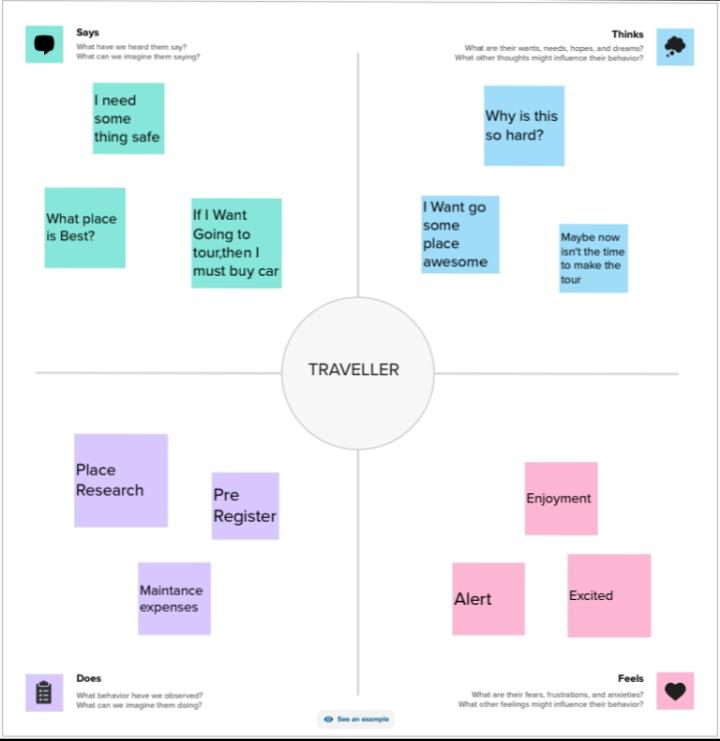 Says
What have we heard them say?
What can we imagine them saying?
I need
some
thing safe
What place
is Best?
If I Want
Going to
tour,then I
must buy car
Thinks
What are their wants, needs, hopes, and dreams?
What other thoughts might influence their behavior?
Why is this
so hard?
I Want go
some
place
awesome
Maybe now
isn't the time
to make the
tour
TRAVELLER
Place
Research
Pre
Register
Maintance
expenses
Does
What behavior have we observed?
What can we imagine them doing?
Enjoyment
Alert
Excited
Feels
What are their fears, frustrations, and anxieties?
What other feelings might influence their behavior?
See an example